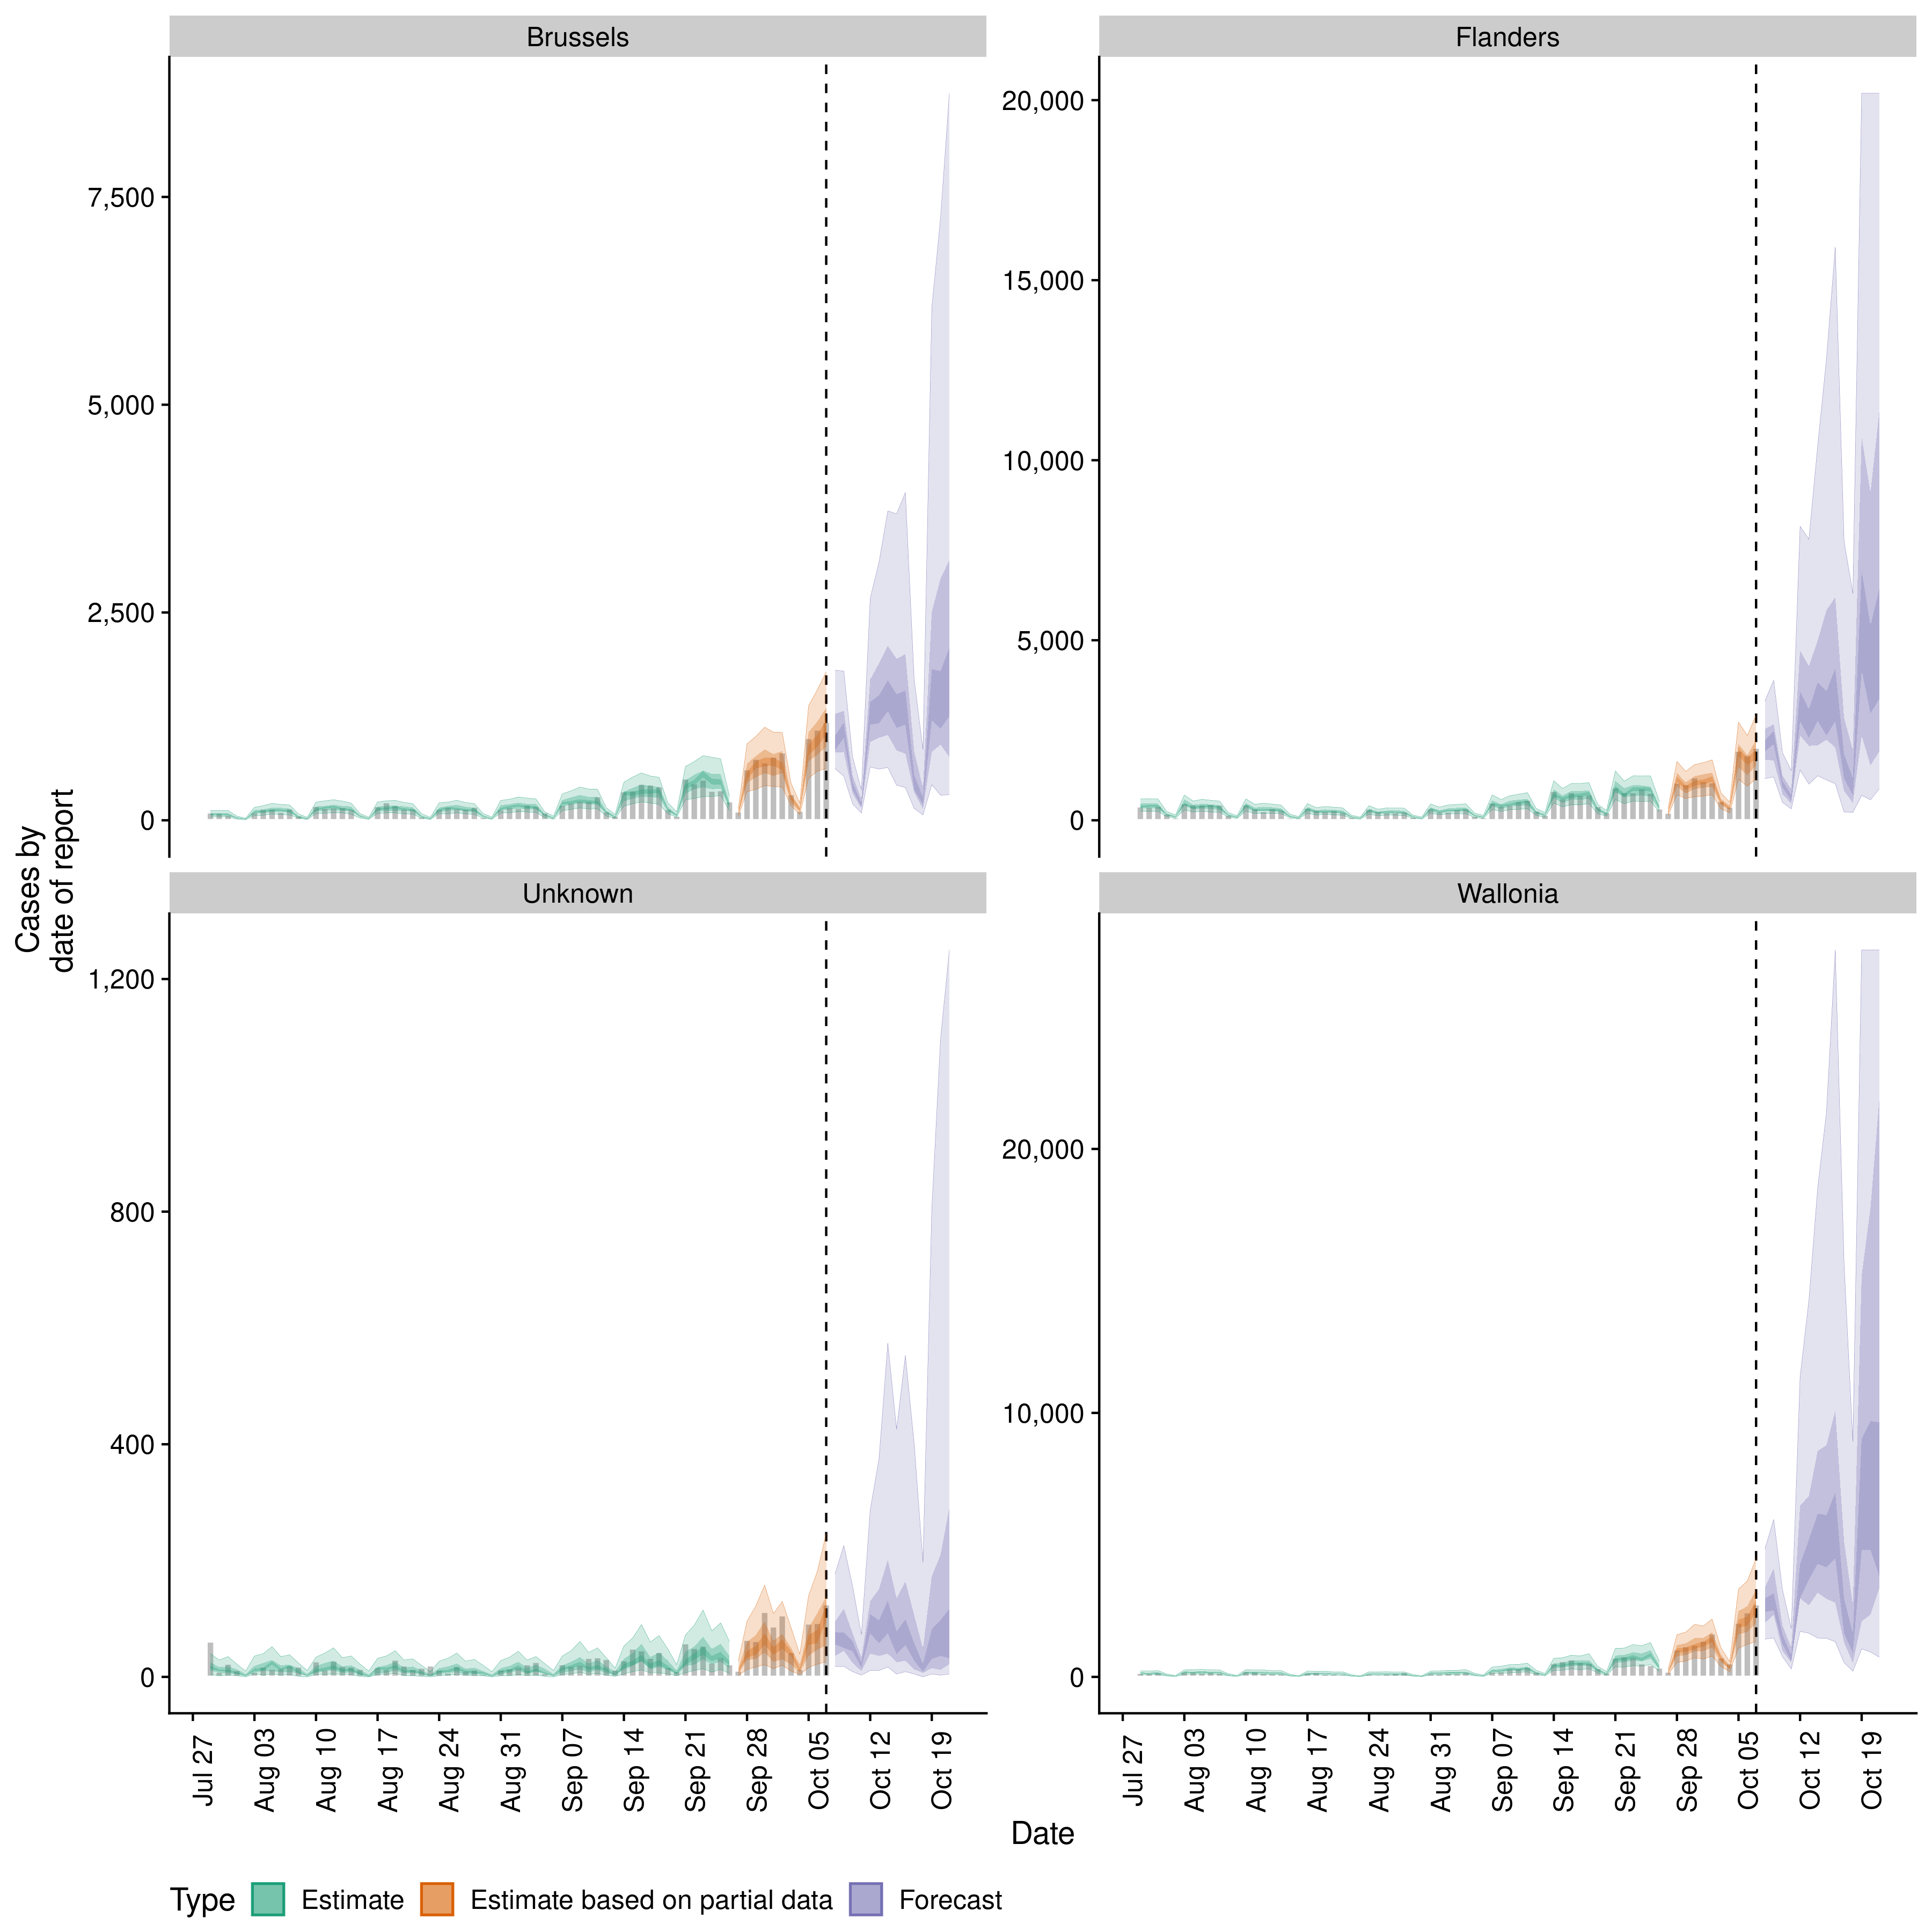 Brussels
Flanders
7,500
5,000
2,500
0
20,000
15,000
10,000
5,000
0
Cases by
date of report
Unknown
Wallonia
1,200
800
400
0
20,000
10,000
0
Jul 27
Aug 03
Aug 10
Aug 17
Aug 24
Aug 31
Sep 07
Sep 14
Sep 21
Sep 28
Oct 05
Oct 12
Oct 19
Jul 27
Aug 03
Aug 10
Aug 17
Aug 24
Aug 31
Sep 07
Sep 14
Sep 21
Sep 28
Oct 05
Oct 12
Oct 19
Date
Type Estimate Estimate based on partial data Forecast